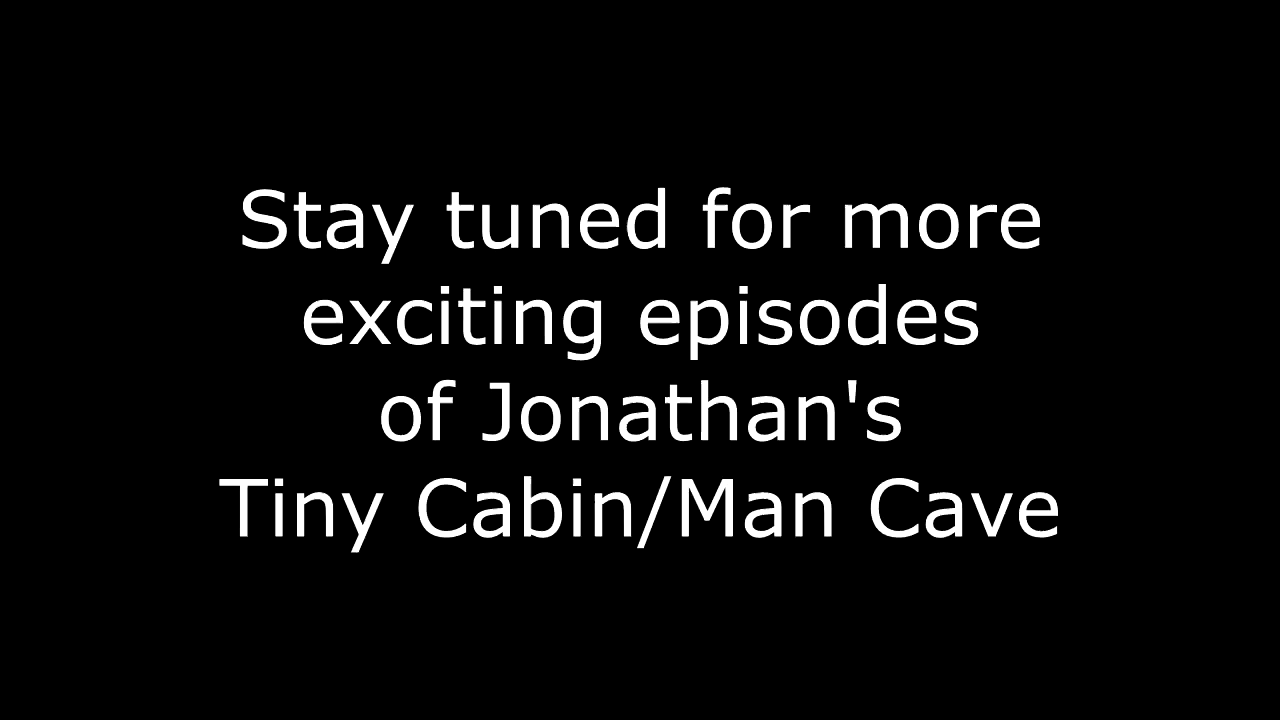 Stay tuned for more
exciting episodes
of Jonathan's
Tiny Cabin/Man Cave